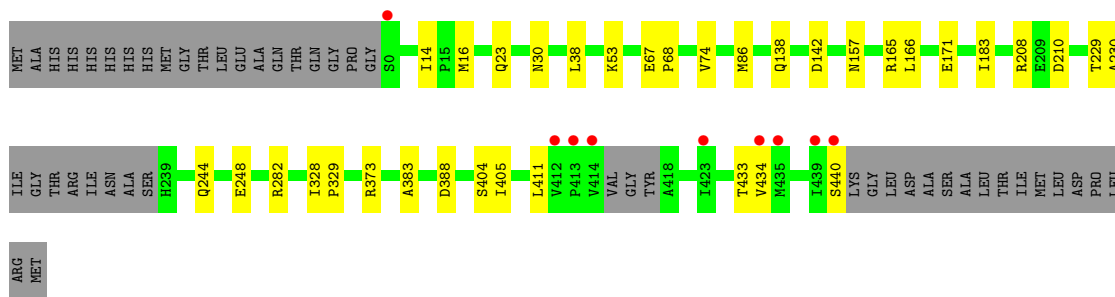 MET ALA HIS HIS HIS HIS HIS HIS MET GLY THR LEU GLU ALA GLN THR GLN GLY PRO GLY S0 I14 P15 M16 Q23 N30 L38 K53 E67 P68 V74 M86 Q138 D142 N157 R165 L166 E171 I183 R208 E209 D210 T229 A230
ILE GLY THR ARG ILE ASN ALA SER H239 Q244 E248 R282 I328 P329 R373 A383 D388 S404 I405 L411 V412 P413 V414 VAL GLY TYR A418 I423 T433 V434 M435 I439 S440 LYS GLY LEU ASP ALA SER ALA LEU THR ILE MET LEU ASP PRO LEU
ARG MET